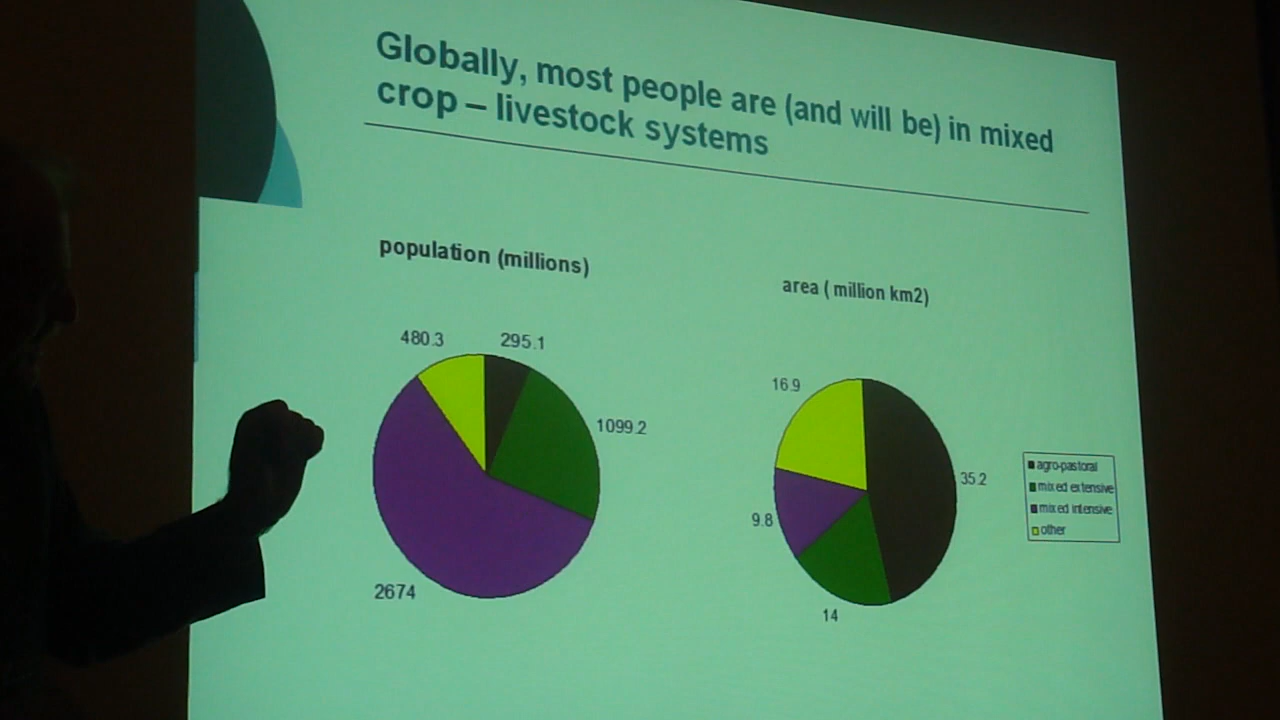 Globally, most people are (and will be) in mixed
crop – livestock systems
population (millions)
480.3
295.1
1099.2
2674
area ( million km2)
16.9
35.2
9.8
14
agro-pastoral
mixed extensive
mixed intensive
other